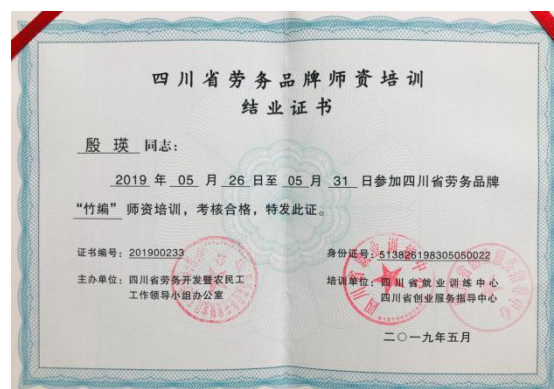 四川省劳务品牌师资培训
结业证书
殷 瑛 同志:
2019 年 05 月 26 日至 05 月 31 日参加四川省劳务品牌
“竹编”师资培训,考核合格,特发此证。
证书编号:201900233
身份证号:513826198305050022
主办单位:四川省劳务开发暨农民工
工作领导小组办公室
培训单位:四川省就业训练中心
四川省创业服务指导中心
二〇一九年五月